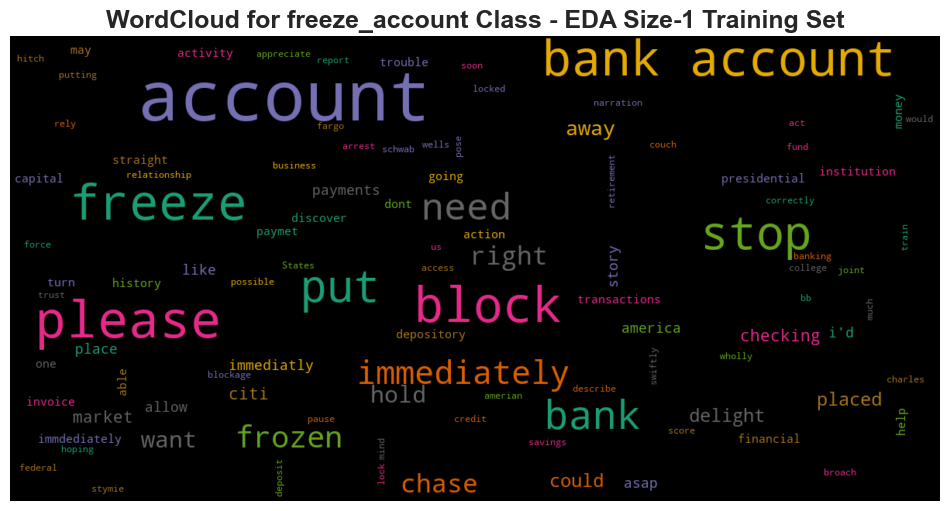 WordCloud for freeze_account Class - EDA Size-1 Training Set
hitch may activity appreciate report trouble soon bank account
putting account locked narration money would
rely fargo arrest schwab wells pose away couch act fund
straight relationship business going retirement presidential institution
capital freeze payments dont need correctly
discover paymet action stop train
force us right story banking
like States access college joint
turn history possible put transactions bb much
trust please block america checking i'd
place depository wholly
one able immediatly blockage immediately swiftly charles
citi hold amerian describe placed
invoice market allow pause credit bank delight help
immdediately want frozen savings score financial
hoping lock mind
federal deposit chase could asap broach
stymie